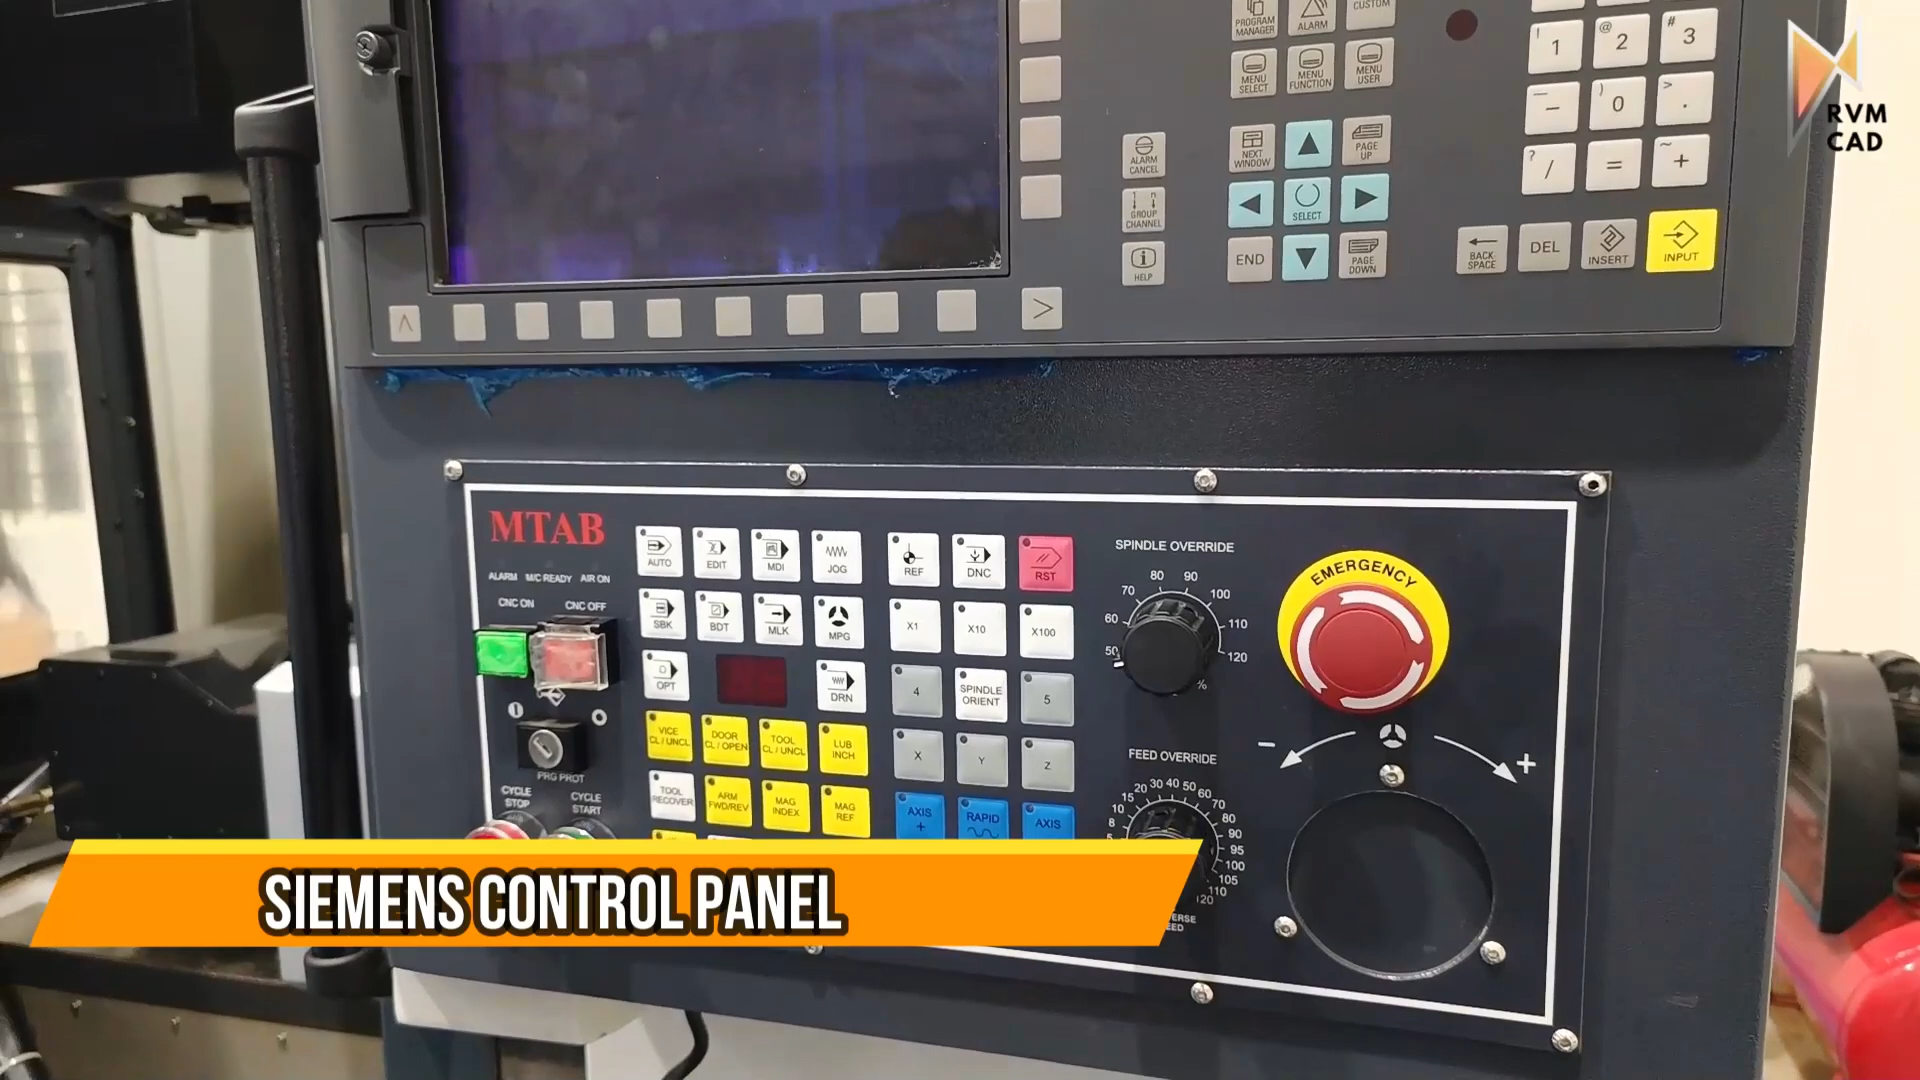 PROGRAM MANAGER
ALARM
CUSTOM
MENU SELECT
MENU FUNCTION
MENU USER
! 1
@ 2
# 3
_ -
) 0
> .
? /
=
~ +
RVM
CAD
ALARM CANCEL
NEXT WINDOW
PAGE UP
1 n
GROUP CHANNEL
SELECT
HELP
END
PAGE DOWN
BACK SPACE
DEL
INSERT
INPUT
MTAB
ALARM M/C READY AIR ON
CNC ON CNC OFF
PRG PROT
CYCLE STOP
CYCLE START
AUTO
EDIT
MDI
JOG
SBK
BDT
MLK
MPG
OPT
DRN
VICE CL / UNCL
DOOR CL / OPEN
TOOL CL / UNCL
LUB INCH
TOOL RECOVER
ARM FWD/REV
MAG INDEX
MAG REF
REF
DNC
RST
X1
X10
X100
4
SPINDLE ORIENT
5
X
Y
Z
AXIS +
RAPID
AXIS
SPINDLE OVERRIDE
50 60 70 80 90 100 110 120
%
FEED OVERRIDE
8 10 15 20 30 40 50 60 70 80 90 95 100 105 110 120
EMERGENCY
- +
SIEMENS CONTROL PANEL